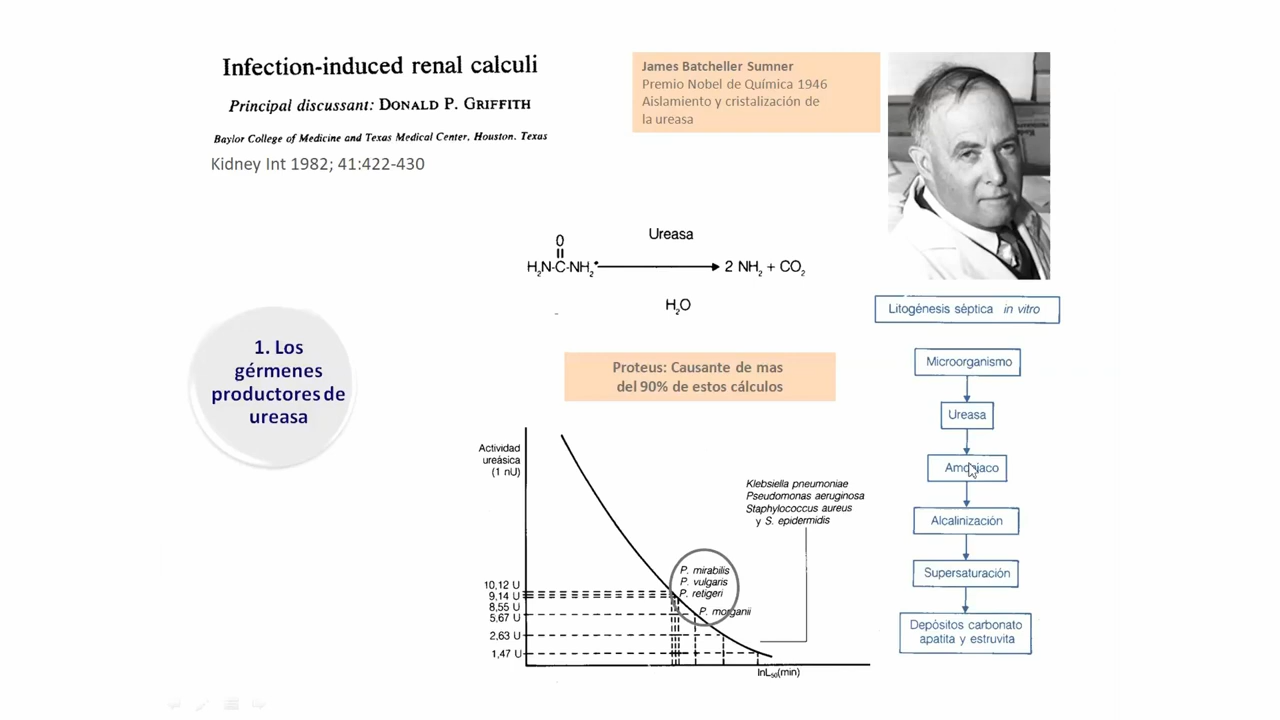 Infection-induced renal calculi
Principal discussant: DONALD P. GRIFFITH
Baylor College of Medicine and Texas Medical Center, Houston, Texas
Kidney Int 1982; 41:422-430
James Batcheller Sumner
Premio Nobel de Química 1946
Aislamiento y cristalización de
la ureasa
Ureasa
O
H₂N-C-NH₂
2 NH₂ + CO₂
H₂O
1. Los
gérmenes
productores de
ureasa
Proteus: Causante de mas
del 90% de estos cálculos
Actividad
ureásica
(1 nU)
Klebsiella pneumoniae
Pseudomonas aeruginosa
Staphylococcus aureus
y S. epidermidis
P. mirabilis
P. vulgaris
P. retigeri
P. morganii
10,12 U
9,14 U
8,55 U
5,67 U
2,63 U
1,47 U
lnL₅₀(min)
Litogénesis séptica in vitro
Microorganismo
Ureasa
Amoniaco
Alcalinización
Supersaturación
Depósitos carbonato
apatita y estruvita